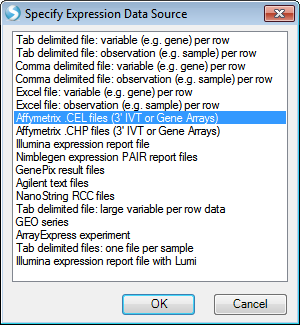 Specify Expression Data Source
Tab delimited file: variable (e.g. gene) per row
Tab delimited file: observation (e.g. sample) per row
Comma delimited file: variable (e.g. gene) per row
Comma delimited file: observation (e.g. sample) per row
Excel file: variable (e.g. gene) per row
Excel file: observation (e.g. sample) per row
Affymetrix .CEL files (3' IVT or Gene Arrays)
Affymetrix .CHP files (3' IVT or Gene Arrays)
Illumina expression report file
Nimblegen expression PAIR report files
GenePix result files
Agilent text files
NanoString RCC files
Tab delimited file: large variable per row data
GEO series
ArrayExpress experiment
Tab delimited files: one file per sample
Illumina expression report file with Lumi
OK
Cancel